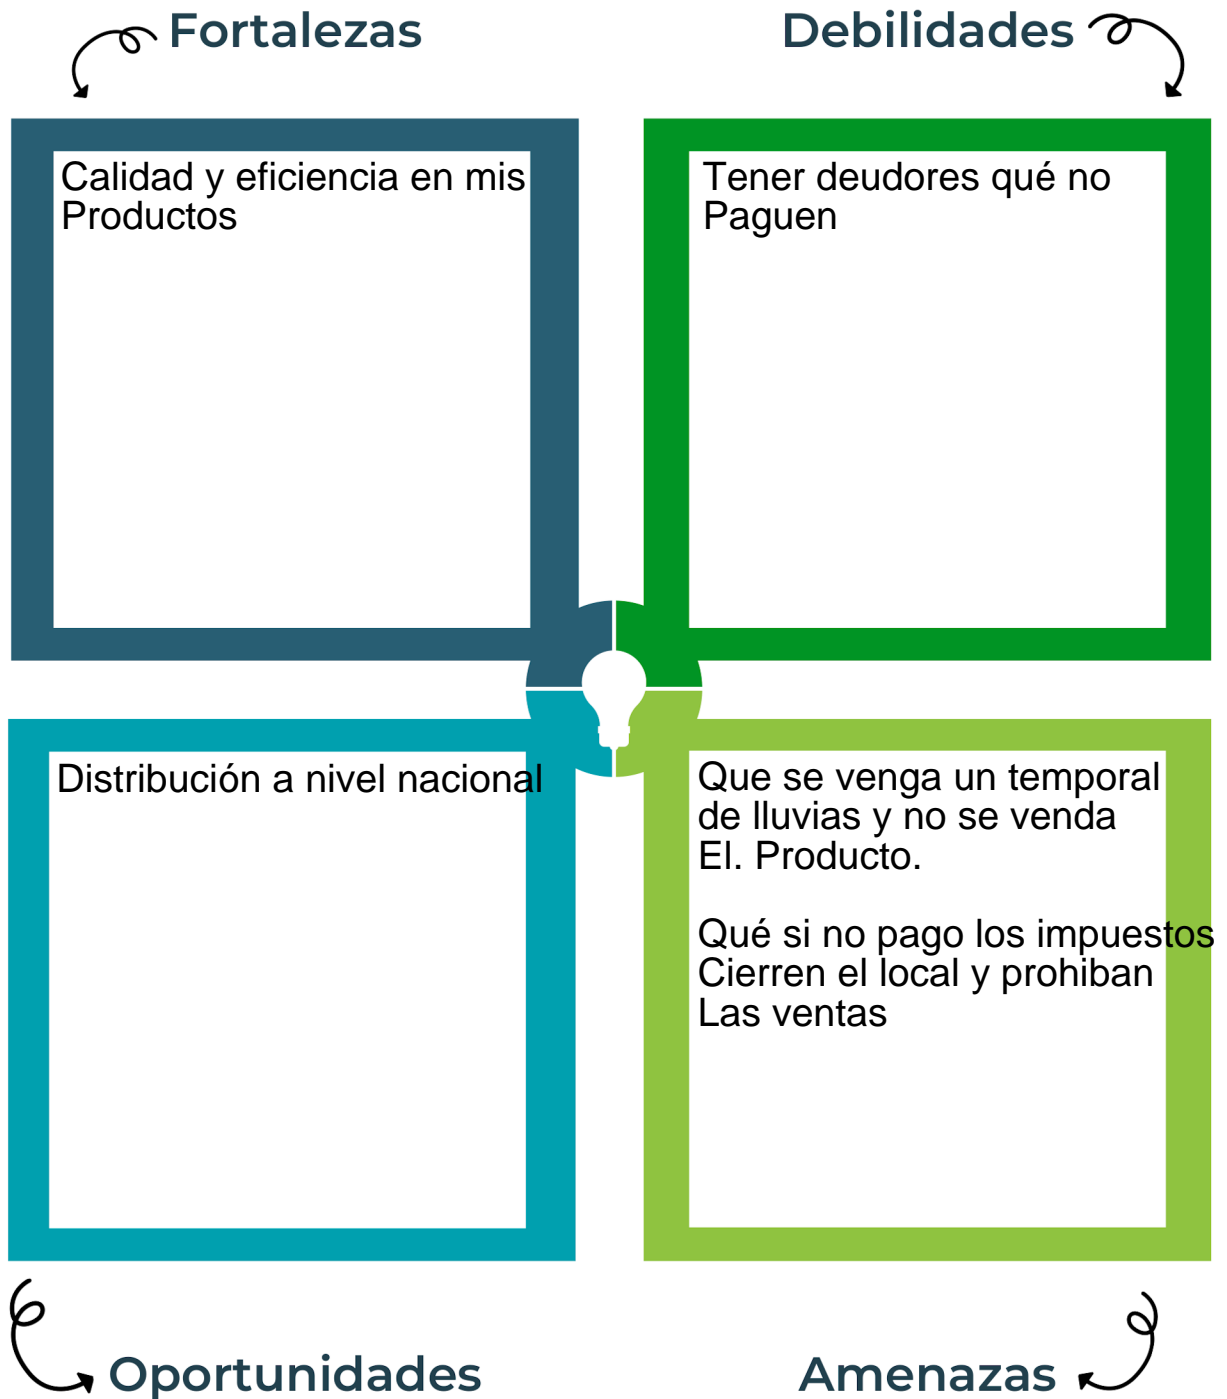 Fortalezas
Calidad y eficiencia en mis
Productos
Debilidades
Tener deudores qué no
Paguen
Distribución a nivel nacional
Oportunidades
Que se venga un temporal
de lluvias y no se venda
El. Producto.
Qué si no pago los impuestos
Cierren el local y prohiban
Las ventas
Amenazas